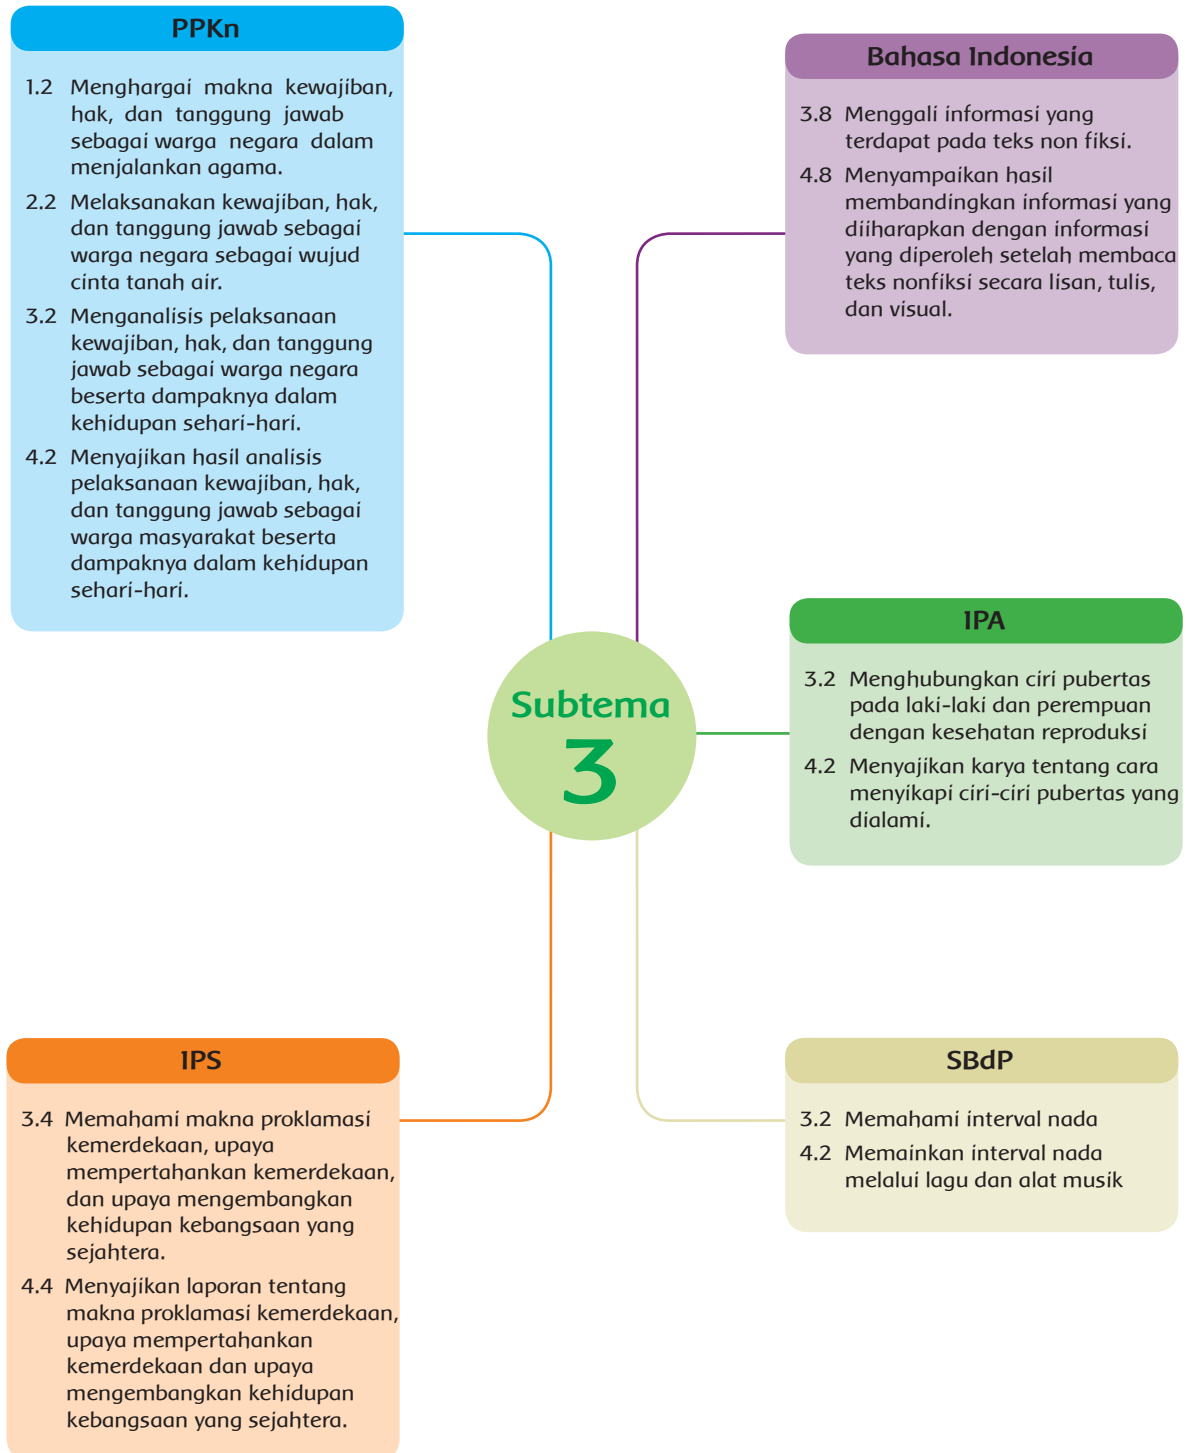 PPKn
1.2 Menghargai makna kewajiban,
hak, dan tanggung jawab
sebagai warga negara dalam
menjalankan agama.
2.2 Melaksanakan kewajiban, hak,
dan tanggung jawab sebagai
warga negara sebagai wujud
cinta tanah air.
3.2 Menganalisis pelaksanaan
kewajiban, hak, dan tanggung
jawab sebagai warga negara
beserta dampaknya dalam
kehidupan sehari-hari.
4.2 Menyajikan hasil analisis
pelaksanaan kewajiban, hak,
dan tanggung jawab sebagai
warga masyarakat beserta
dampaknya dalam kehidupan
sehari-hari.
Bahasa Indonesia
3.8 Menggali informasi yang
terdapat pada teks non fiksi.
4.8 Menyampaikan hasil
membandingkan informasi yang
diiharapkan dengan informasi
yang diperoleh setelah membaca
teks nonfiksi secara lisan, tulis,
dan visual.
Subtema
3
IPA
3.2 Menghubungkan ciri pubertas
pada laki-laki dan perempuan
dengan kesehatan reproduksi
4.2 Menyajikan karya tentang cara
menyikapi ciri-ciri pubertas yang
dialami.
IPS
3.4 Memahami makna proklamasi
kemerdekaan, upaya
mempertahankan kemerdekaan,
dan upaya mengembangkan
kehidupan kebangsaan yang
sejahtera.
4.4 Menyajikan laporan tentang
makna proklamasi kemerdekaan,
upaya mempertahankan
kemerdekaan dan upaya
mengembangkan kehidupan
kebangsaan yang sejahtera.
SBdP
3.2 Memahami interval nada
4.2 Memainkan interval nada
melalui lagu dan alat musik